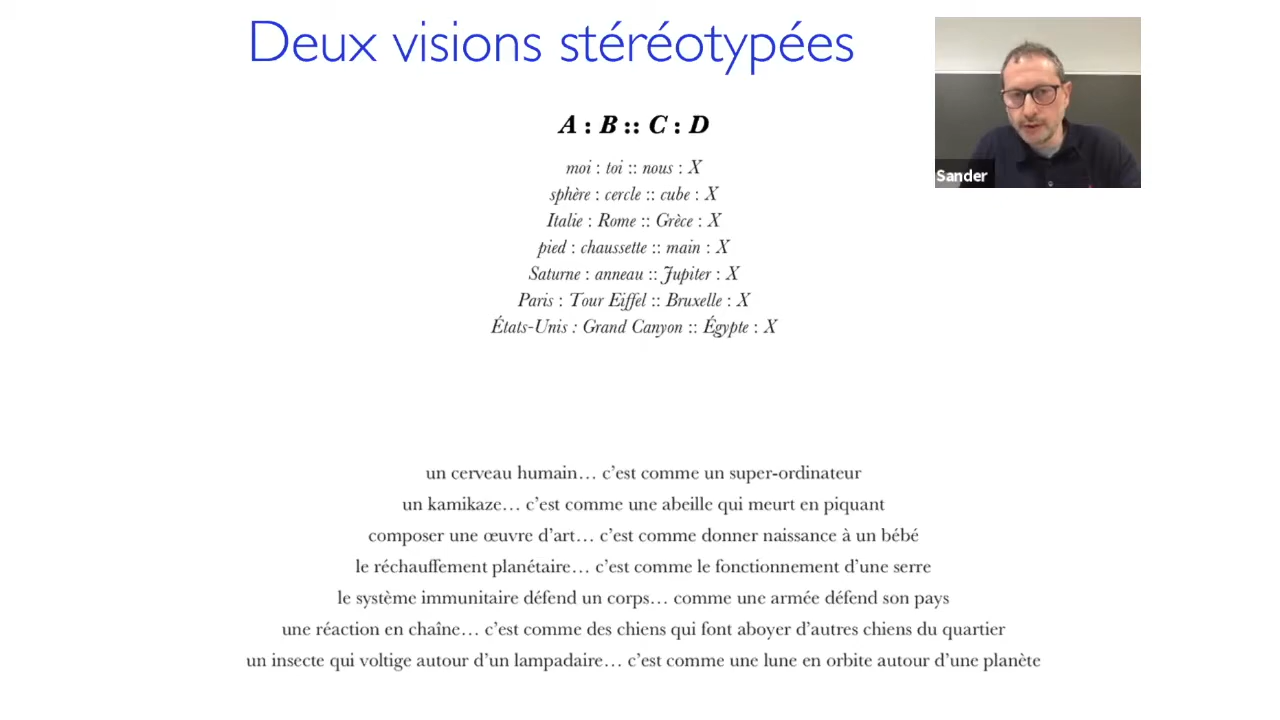 Deux visions stéréotypées
Sander
A : B :: C : D
moi : toi :: nous : X
sphère : cercle :: cube : X
Italie : Rome :: Grèce : X
pied : chaussette :: main : X
Saturne : anneau :: Jupiter : X
Paris : Tour Eiffel :: Bruxelle : X
États-Unis : Grand Canyon :: Égypte : X
un cerveau humain… c’est comme un super-ordinateur
un kamikaze… c’est comme une abeille qui meurt en piquant
composer une œuvre d’art… c’est comme donner naissance à un bébé
le réchauffement planétaire… c’est comme le fonctionnement d’une serre
le système immunitaire défend un corps… comme une armée défend son pays
une réaction en chaîne… c’est comme des chiens qui font aboyer d’autres chiens du quartier
un insecte qui voltige autour d’un lampadaire… c’est comme une lune en orbite autour d’une planète